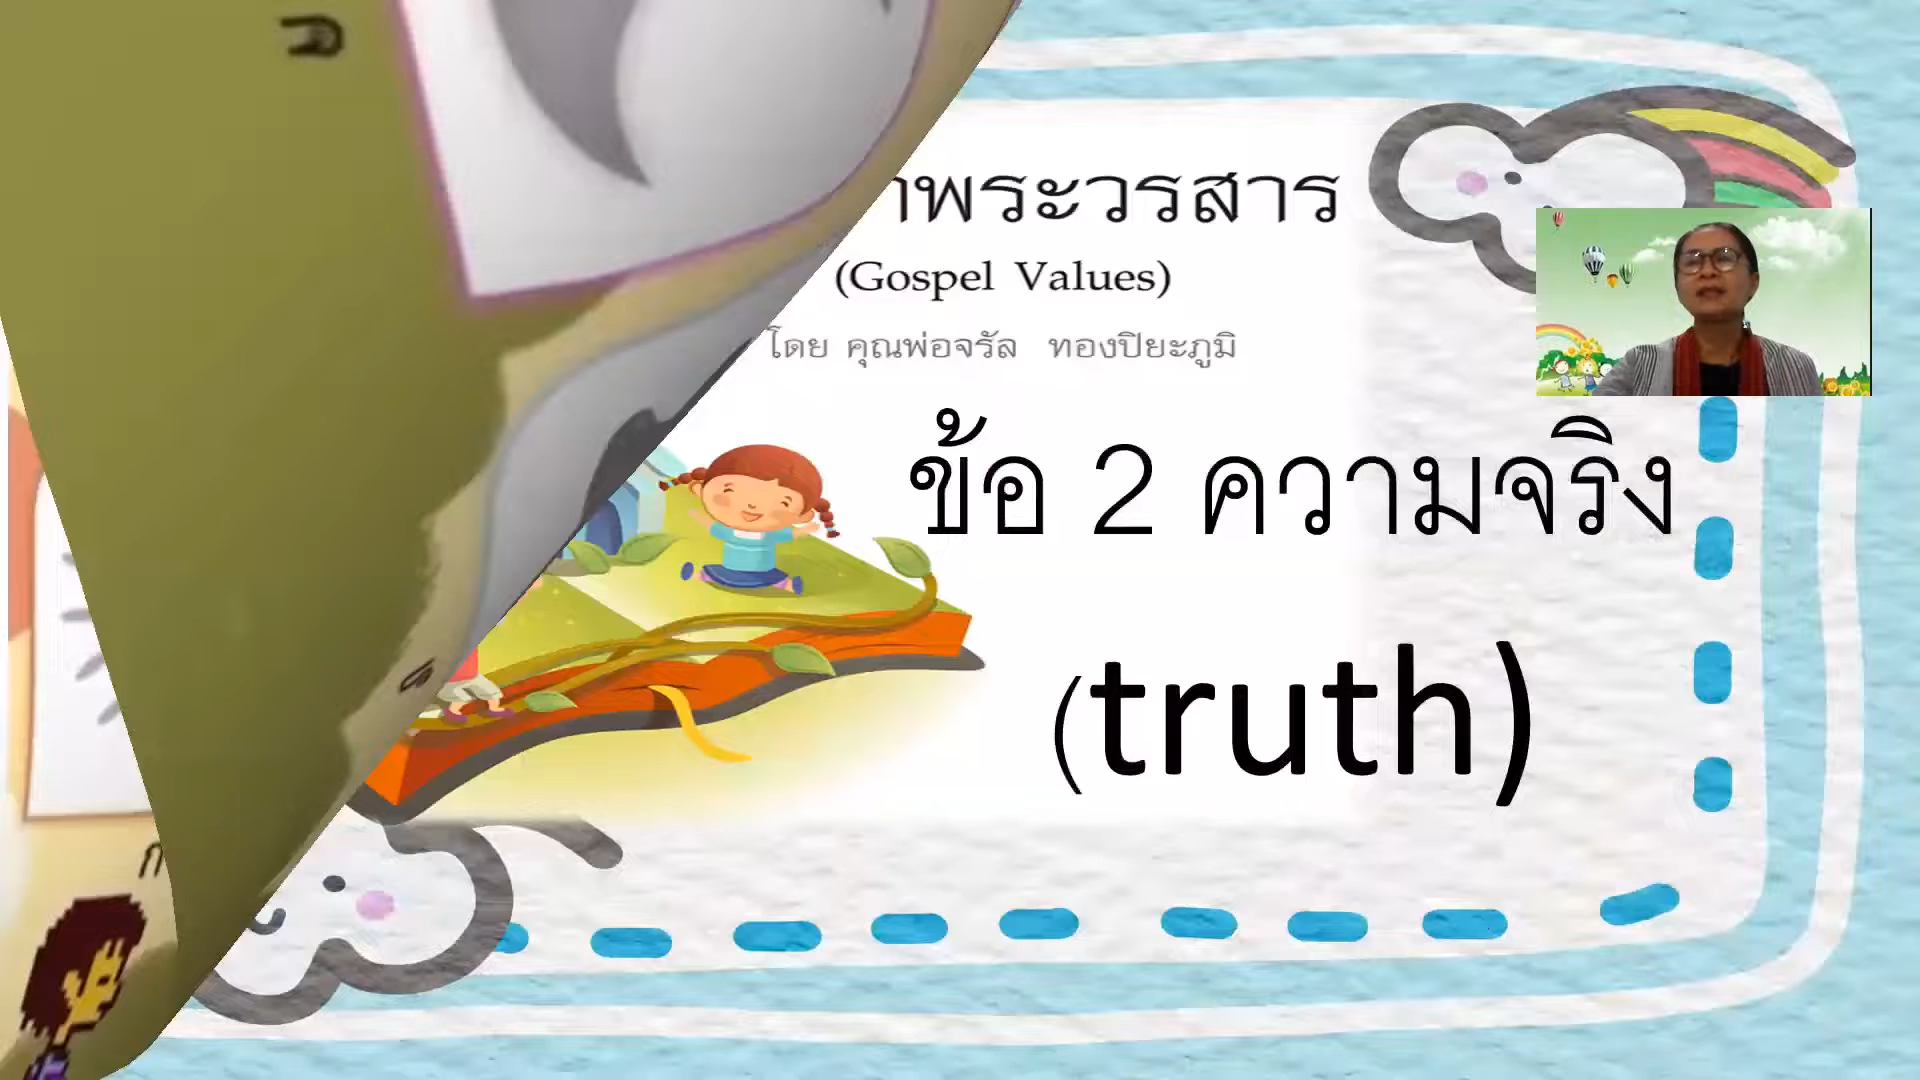 าพระวรสาร
(Gospel Values)
โดย คุณพ่อจรัล ทองปิยะภูมิ
ข้อ 2 ความจริง
(truth)